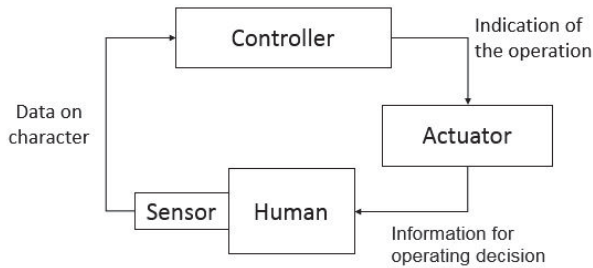 Controller
Indication of
the operation
Data on
character
Actuator
Sensor
Human
Information for
operating decision